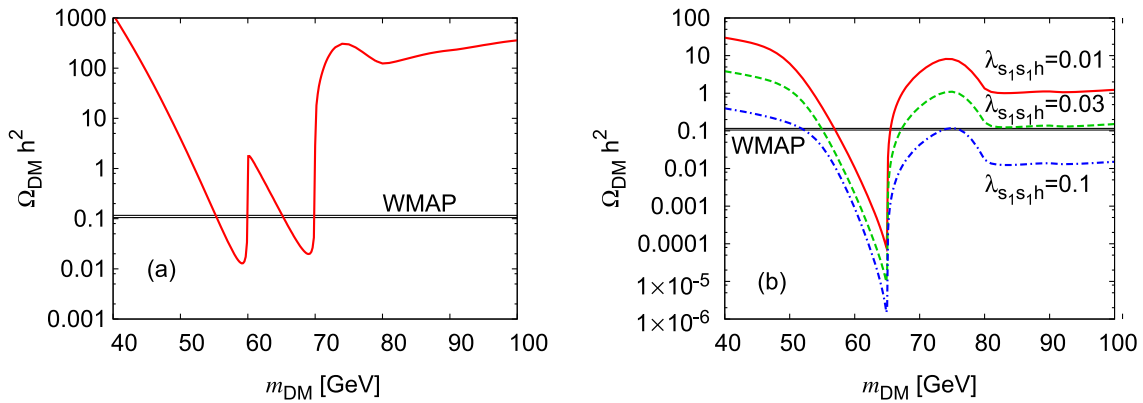 1000
100
10
1
0.1
0.01
0.001
Ω_DM h²
WMAP
(a)
40 50 60 70 80 90 100
m_DM [GeV]
100
10
1
0.1
0.01
0.001
0.0001
1×10⁻⁵
1×10⁻⁶
Ω_DM h²
λ_s₁s₁h=0.01
λ_s₁s₁h=0.03
WMAP
λ_s₁s₁h=0.1
(b)
40 50 60 70 80 90 100
m_DM [GeV]